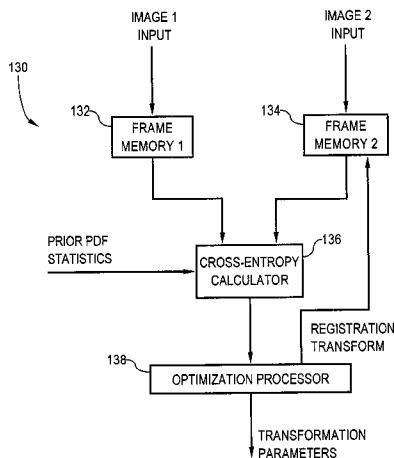 IMAGE 1
INPUT
IMAGE 2
INPUT
130
132
FRAME
MEMORY 1
134
FRAME
MEMORY 2
PRIOR PDF
STATISTICS
136
CROSS-ENTROPY
CALCULATOR
REGISTRATION
TRANSFORM
138
OPTIMIZATION PROCESSOR
TRANSFORMATION
PARAMETERS